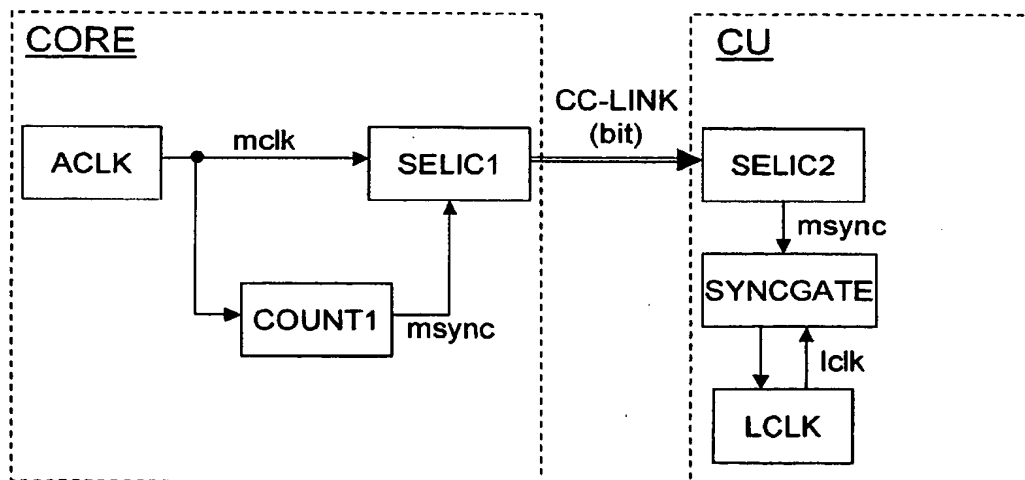 CORE
CU
CC-LINK
(bit)
ACLK
mclk
SELIC1
SELIC2
msync
SYNCGATE
COUNT1
msync
lclk
LCLK